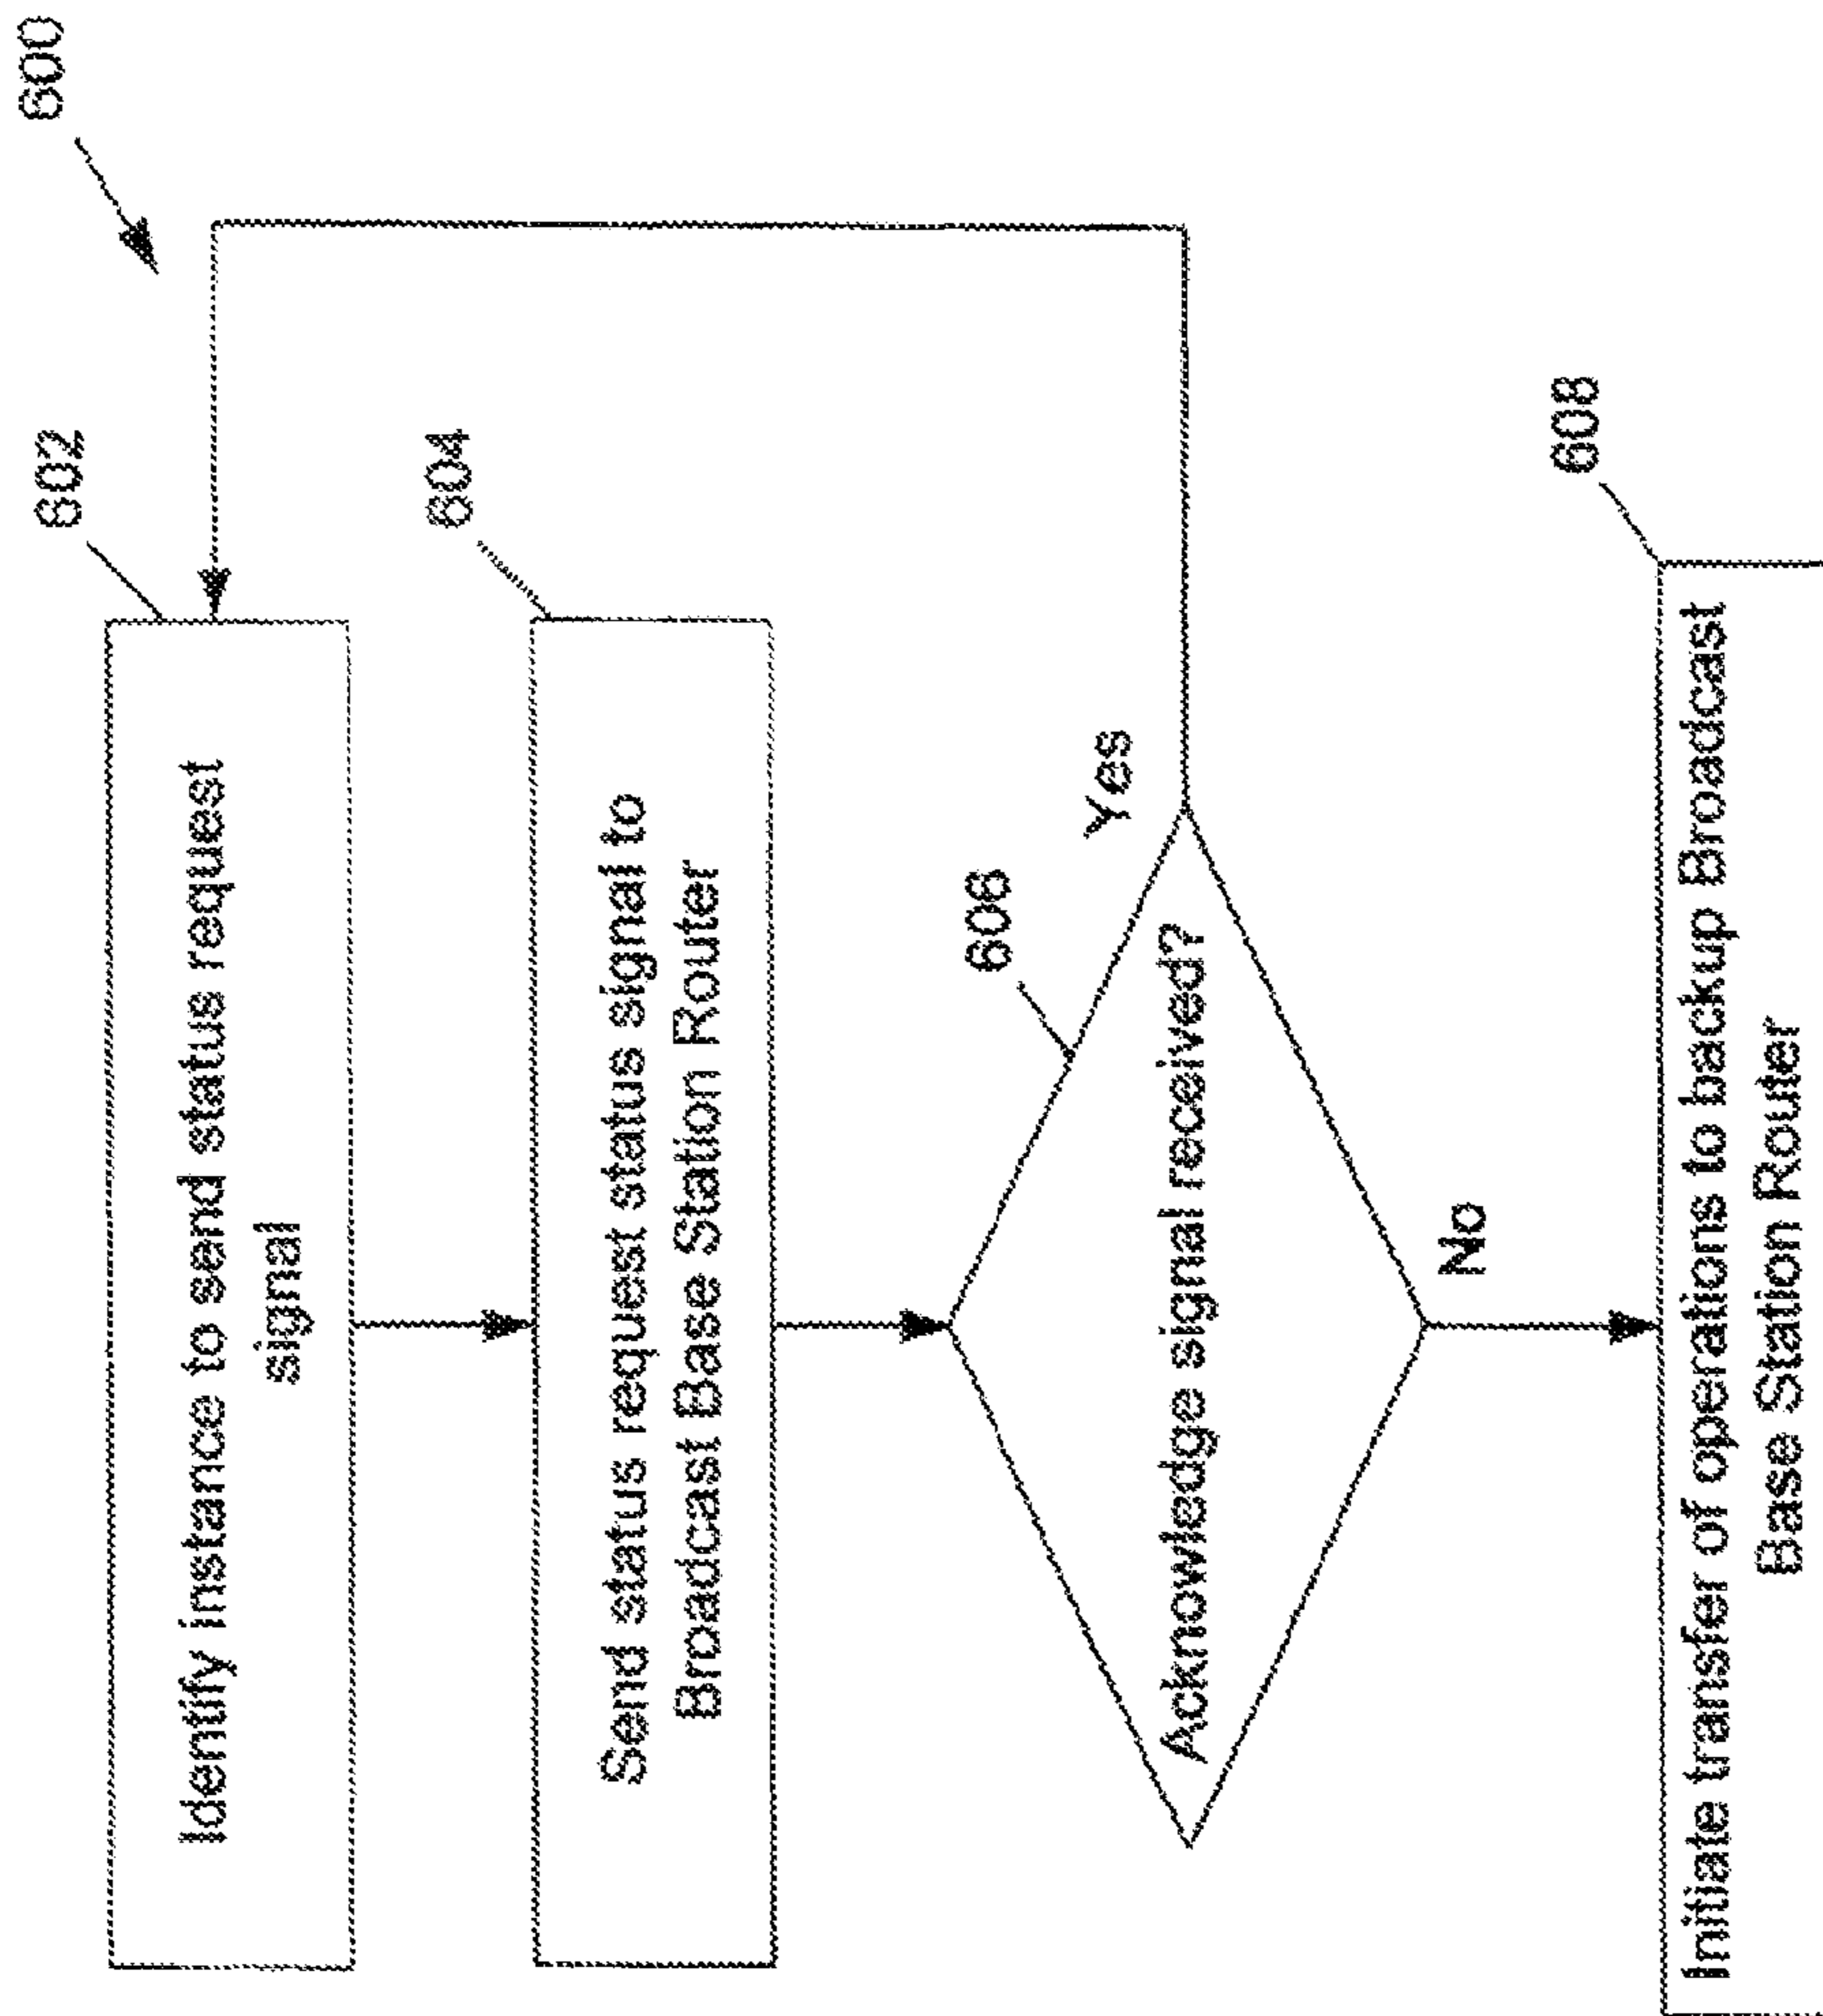 600
602
Identify instance to send status request
signal
604
Send status request status signal to
Broadcast Base Station Router
606
Acknowledge signal received?
Yes
No
608
Initiate transfer of operations to backup Broadcast
Base Station Router